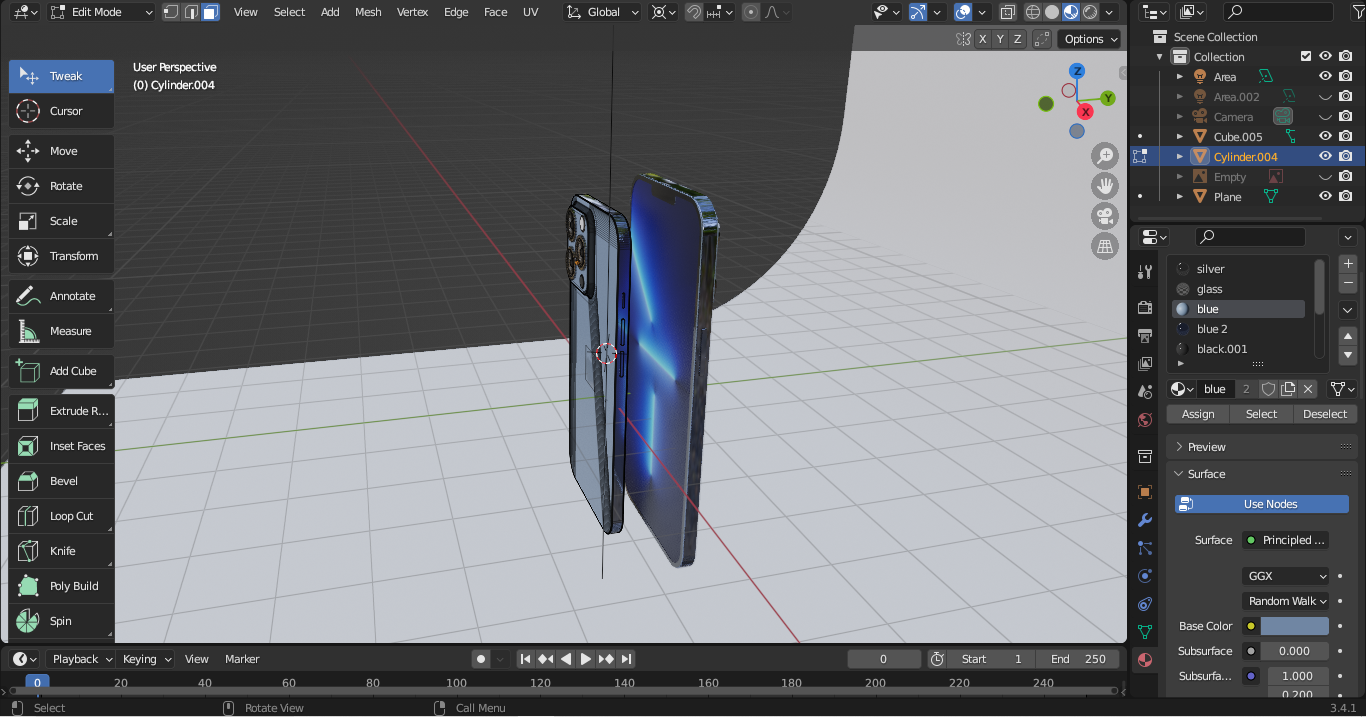 Edit Mode View Select Add Mesh Vertex Edge Face UV Global
X Y Z Options
User Perspective
(0) Cylinder.004
Tweak
Cursor
Move
Rotate
Scale
Transform
Annotate
Measure
Add Cube
Extrude R...
Inset Faces
Bevel
Loop Cut
Knife
Poly Build
Spin
Z
Y
X
Scene Collection
Collection
Area
Area.002
Camera
Cube.005
Cylinder.004
Empty
Plane
silver
glass
blue
blue 2
black.001
blue 2
Assign Select Deselect
Preview
Surface
Use Nodes
Surface Principled ...
GGX
Random Walk
Base Color
Subsurface 0.000
Subsurfa... 1.000
0.200
Playback Keying View Marker 0 Start 1 End 250
0 20 40 60 80 100 120 140 160 180 200 220 240
Select Rotate View Call Menu 3.4.1